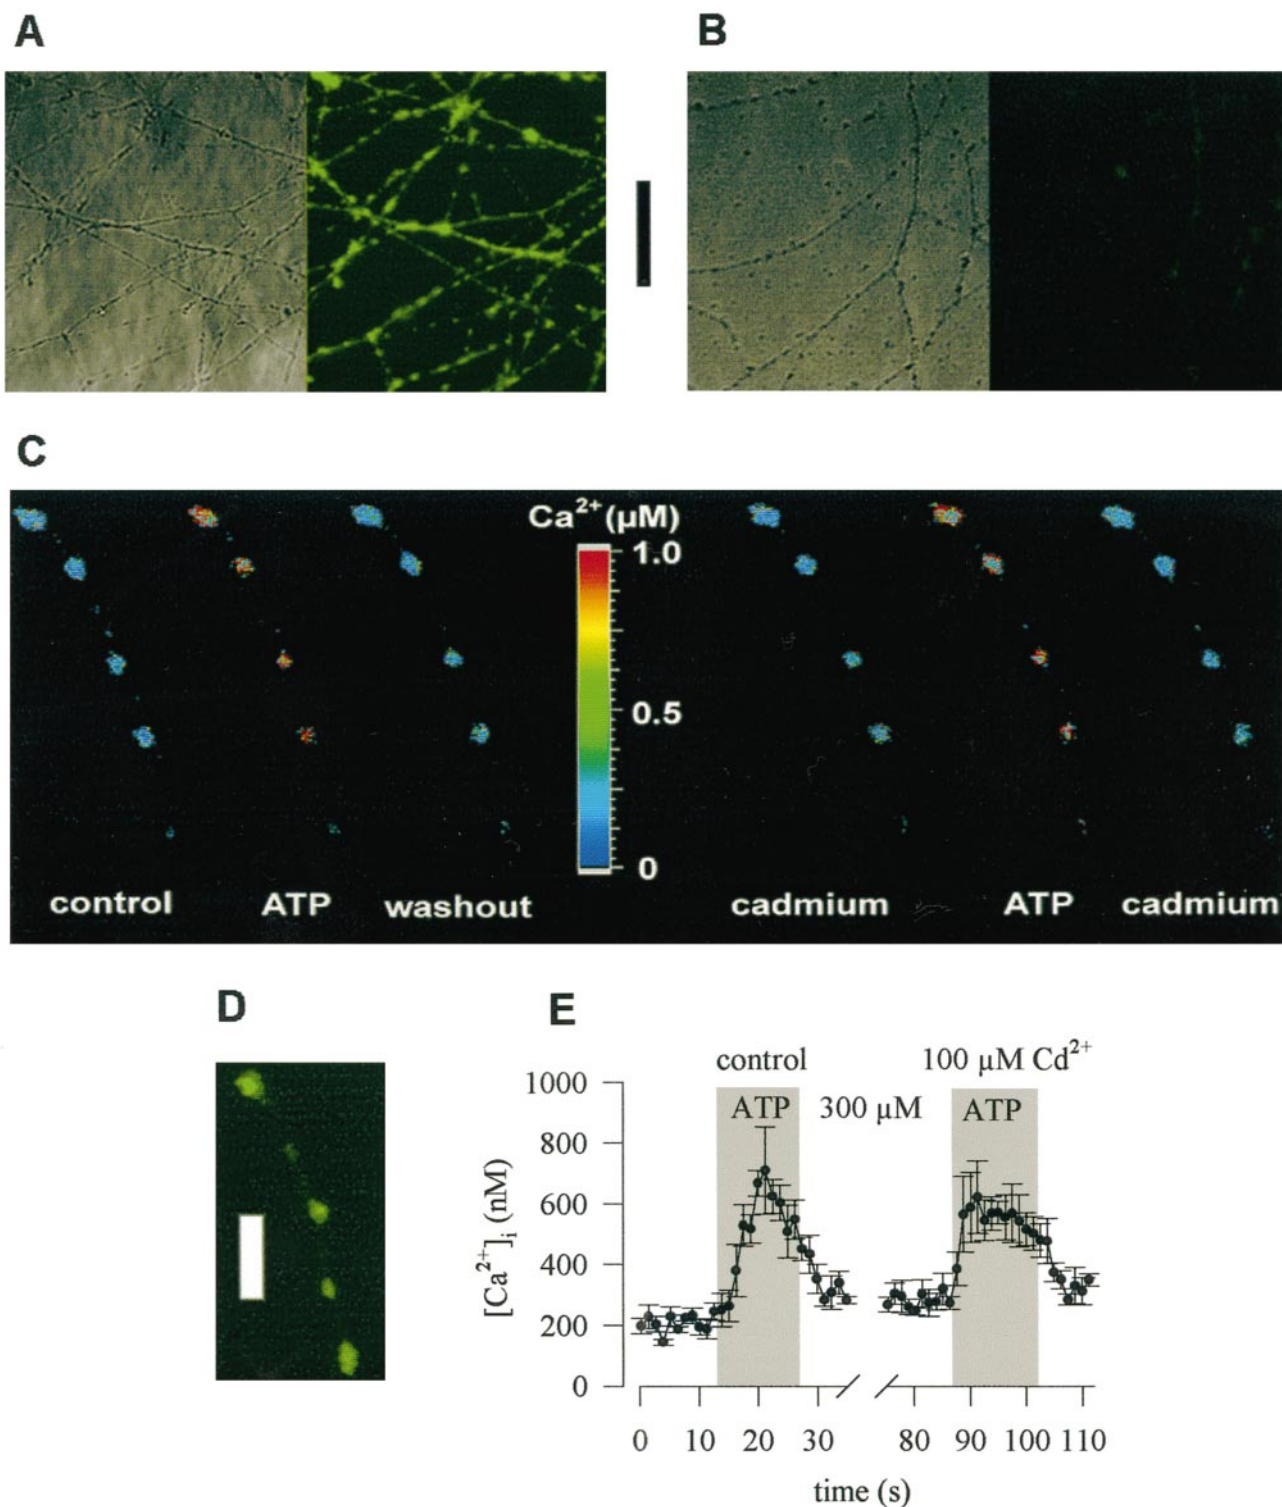 A
B
C
Ca²⁺(μM)
1.0
0.5
0
control ATP washout cadmium ATP cadmium
D
E
control 100 μM Cd²⁺
ATP 300 μM ATP
[Ca²⁺]i (nM)
1000
800
600
400
200
0
0 10 20 30 80 90 100 110
time (s)